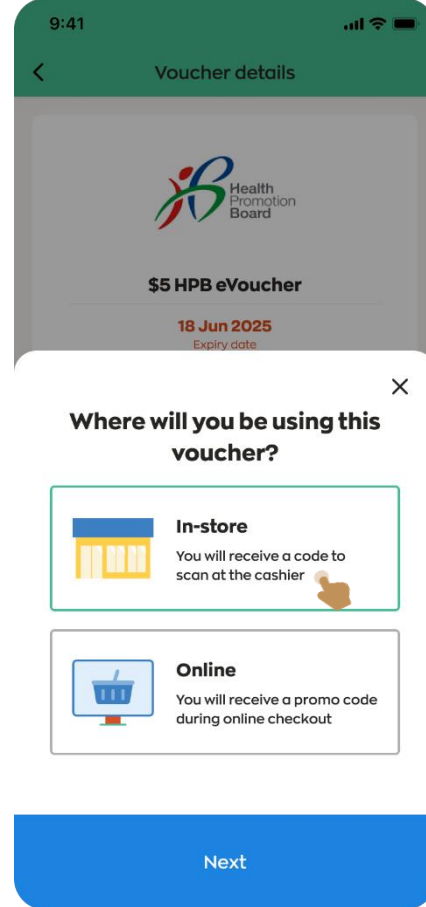 9:41
Voucher details
Health
Promotion
Board
$5 HPB eVoucher
18 Jun 2025
Expiry date
Where will you be using this
voucher?
In-store
You will receive a code to
scan at the cashier
Online
You will receive a promo code
during online checkout
Next